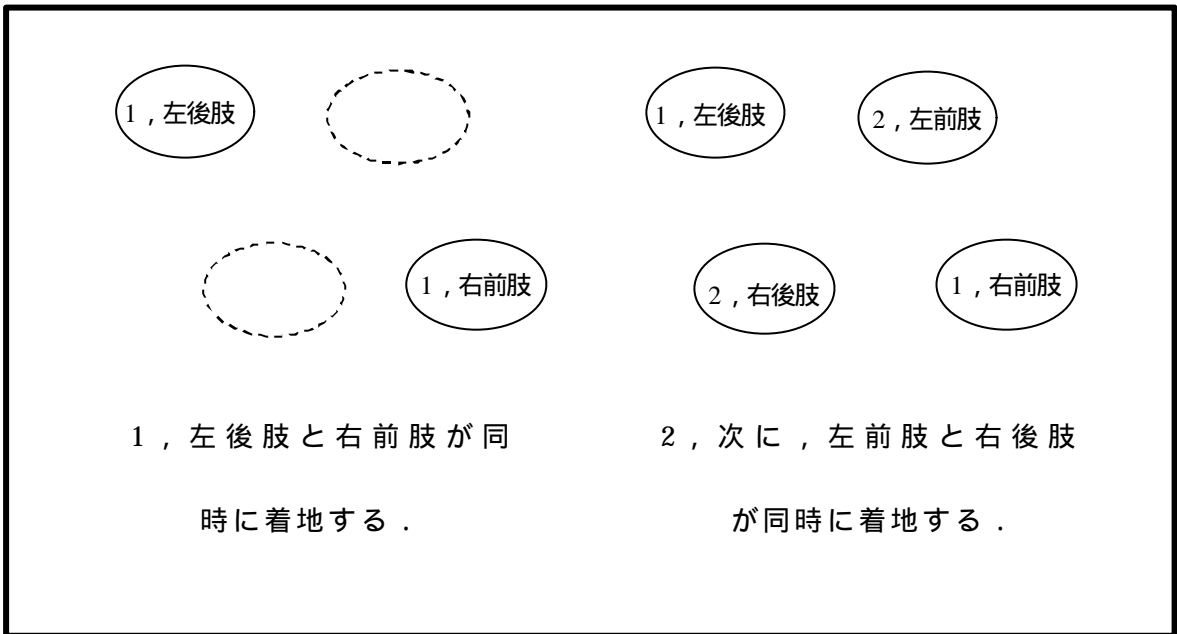 1，左後肢
1，右前肢
1，左後肢と右前肢が同
時に着地する．
1，左後肢
2，左前肢
2，右後肢
1，右前肢
2，次に，左前肢と右後肢
が同時に着地する．